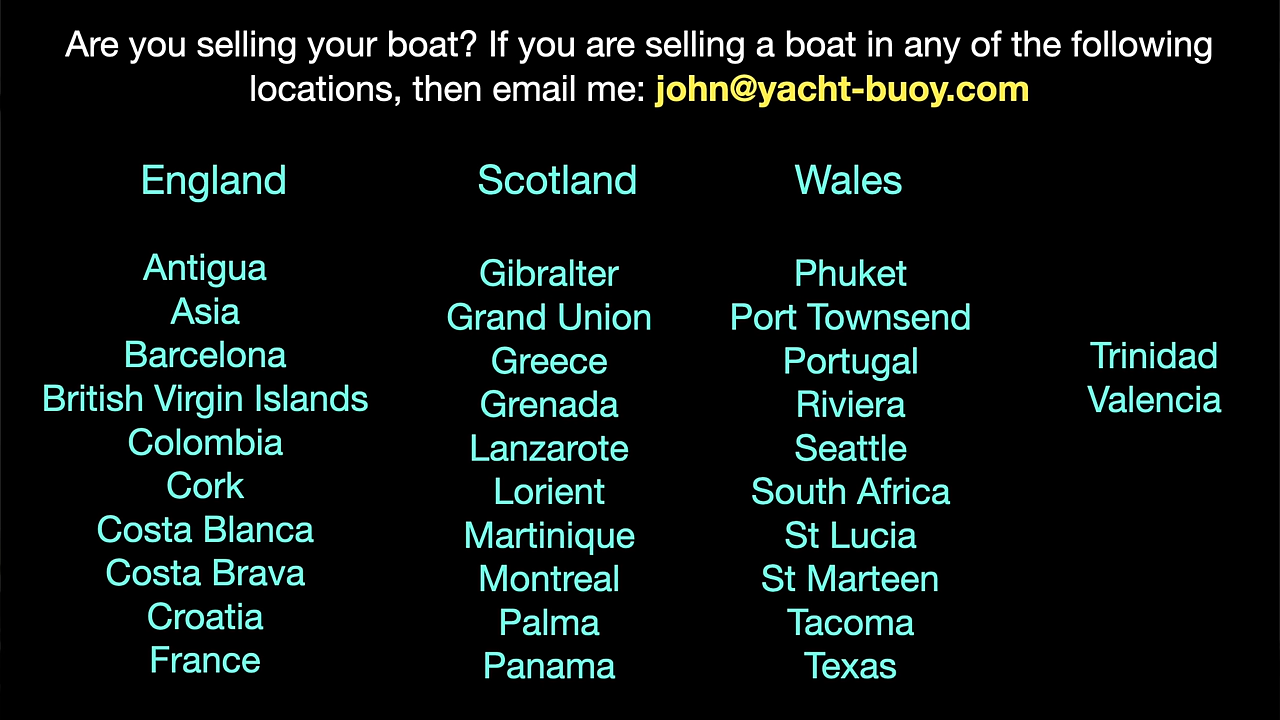 Are you selling your boat? If you are selling a boat in any of the following
locations, then email me: john@yacht-buoy.com
England
Scotland
Wales
Antigua
Asia
Barcelona
British Virgin Islands
Colombia
Cork
Costa Blanca
Costa Brava
Croatia
France
Gibralter
Grand Union
Greece
Grenada
Lanzarote
Lorient
Martinique
Montreal
Palma
Panama
Phuket
Port Townsend
Portugal
Riviera
Seattle
South Africa
St Lucia
St Marteen
Tacoma
Texas
Trinidad
Valencia